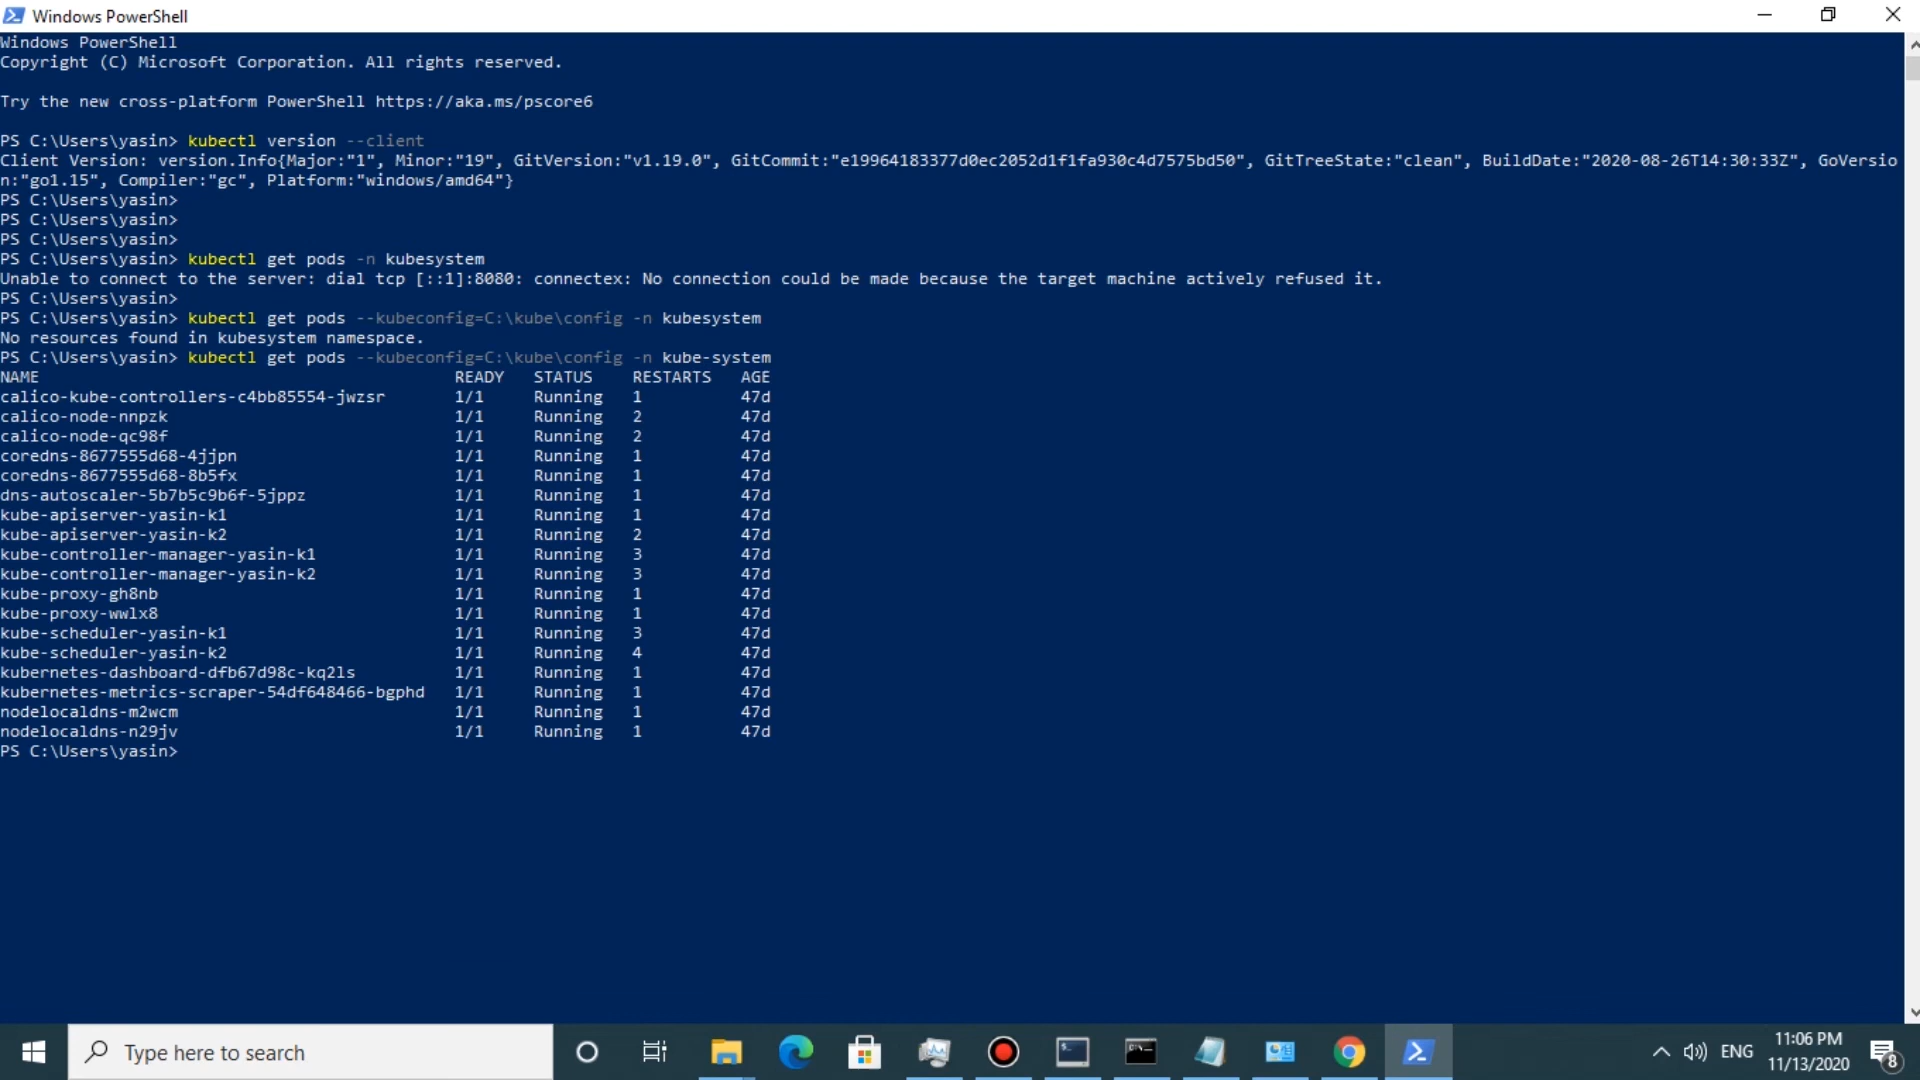 Windows PowerShell
Windows PowerShell
Copyright (C) Microsoft Corporation. All rights reserved.
Try the new cross-platform PowerShell https://aka.ms/pscore6
PS C:\Users\yasin> kubectl version --client
Client Version: version.Info{Major:"1", Minor:"19", GitVersion:"v1.19.0", GitCommit:"e19964183377d0ec2052d1f1fa930c4d7575bd50", GitTreeState:"clean", BuildDate:"2020-08-26T14:30:33Z", GoVersio
n:"go1.15", Compiler:"gc", Platform:"windows/amd64"}
PS C:\Users\yasin>
PS C:\Users\yasin>
PS C:\Users\yasin>
PS C:\Users\yasin> kubectl get pods -n kubesystem
Unable to connect to the server: dial tcp [::1]:8080: connectex: No connection could be made because the target machine actively refused it.
PS C:\Users\yasin>
PS C:\Users\yasin> kubectl get pods --kubeconfig=C:\kube\config -n kubesystem
No resources found in kubesystem namespace.
PS C:\Users\yasin> kubectl get pods --kubeconfig=C:\kube\config -n kube-system
NAME READY STATUS RESTARTS AGE
calico-kube-controllers-c4bb85554-jwzsr 1/1 Running 1 47d
calico-node-nnpzk 1/1 Running 2 47d
calico-node-qc98f 1/1 Running 2 47d
coredns-8677555d68-4jjpn 1/1 Running 1 47d
coredns-8677555d68-8b5fx 1/1 Running 1 47d
dns-autoscaler-5b7b5c9b6f-5jppz 1/1 Running 1 47d
kube-apiserver-yasin-k1 1/1 Running 1 47d
kube-apiserver-yasin-k2 1/1 Running 2 47d
kube-controller-manager-yasin-k1 1/1 Running 3 47d
kube-controller-manager-yasin-k2 1/1 Running 3 47d
kube-proxy-gh8nb 1/1 Running 1 47d
kube-proxy-wwlx8 1/1 Running 1 47d
kube-scheduler-yasin-k1 1/1 Running 3 47d
kube-scheduler-yasin-k2 1/1 Running 4 47d
kubernetes-dashboard-dfb67d98c-kq2ls 1/1 Running 1 47d
kubernetes-metrics-scraper-54df648466-bgphd 1/1 Running 1 47d
nodelocaldns-m2wcm 1/1 Running 1 47d
nodelocaldns-n29jv 1/1 Running 1 47d
PS C:\Users\yasin>
Type here to search
ENG
11:06 PM
11/13/2020
8